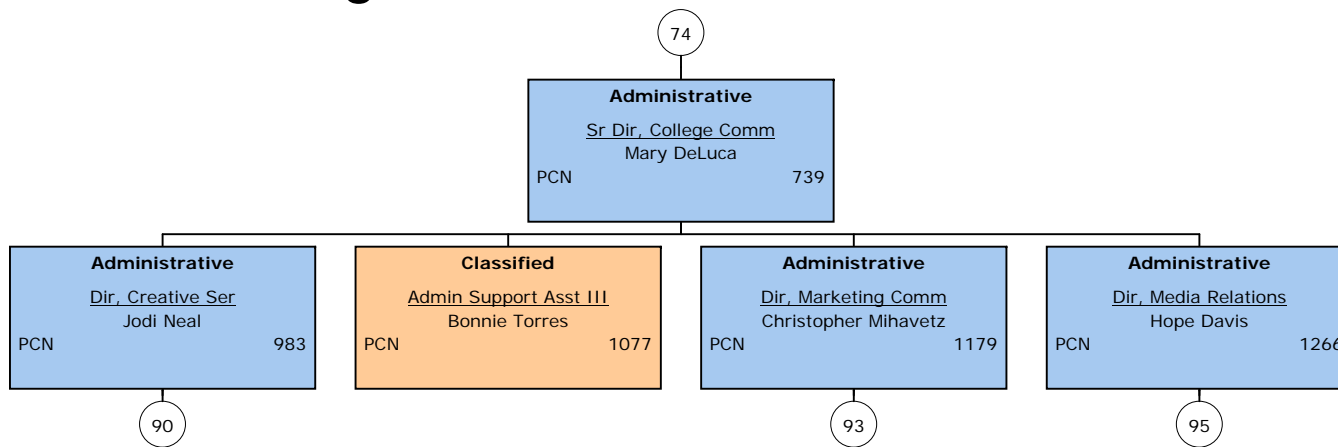 74
Administrative
Sr Dir, College Comm
Mary DeLuca
PCN 739
Administrative
Dir, Creative Ser
Jodi Neal
PCN 983
90
Classified
Admin Support Asst III
Bonnie Torres
PCN 1077
Administrative
Dir, Marketing Comm
Christopher Mihavetz
PCN 1179
93
Administrative
Dir, Media Relations
Hope Davis
PCN 1266
95